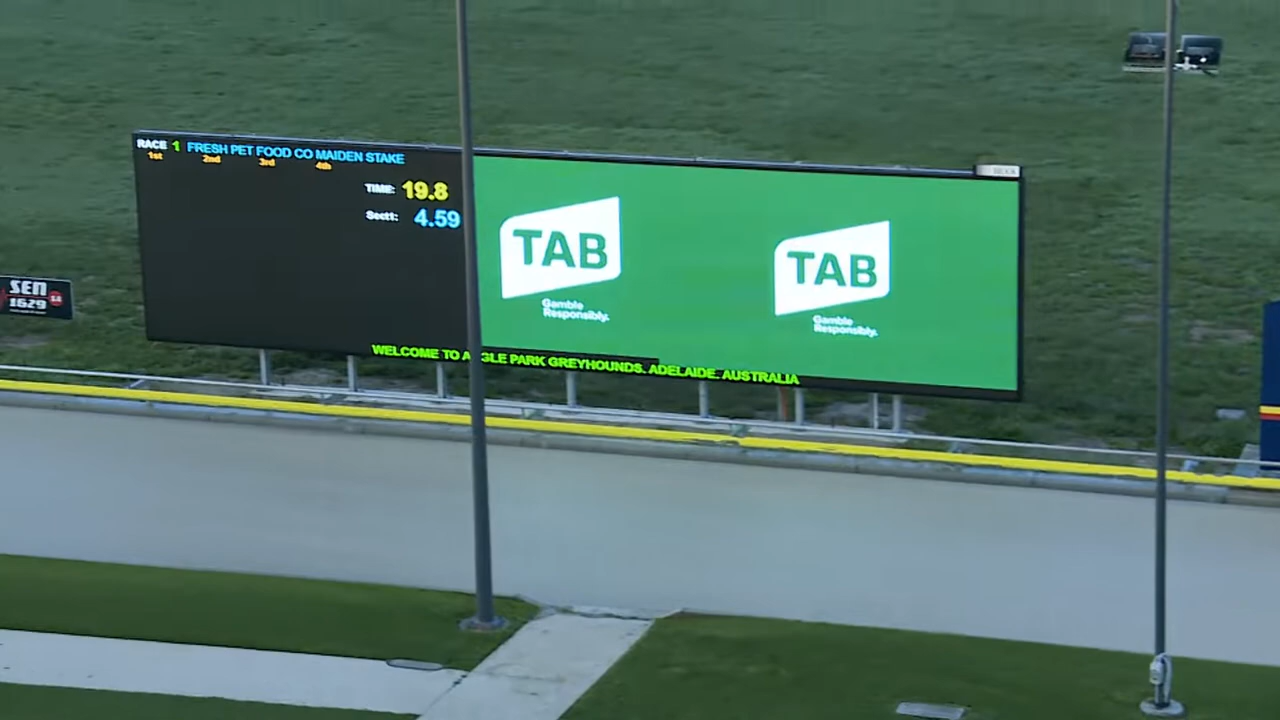 RACE 1 FRESH PET FOOD CO MAIDEN STAKE
1st 2nd 3rd 4th
TIME: 19.8
Sect1: 4.59
TAB
Gamble
Responsibly.
TAB
Gamble
Responsibly.
WELCOME TO A GLE PARK GREYHOUNDS. ADELAIDE. AUSTRALIA
SEN
1629